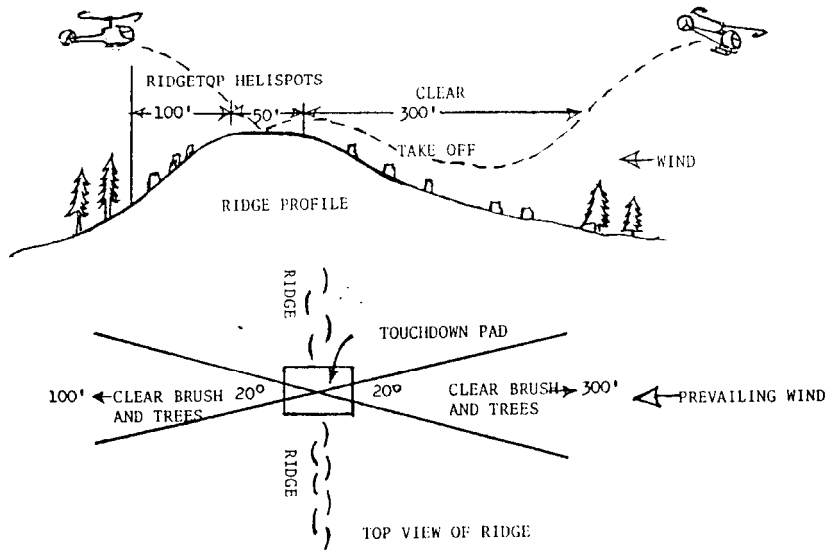 RIDGETOP HELISPOTS
CLEAR
100'
50'
300'
TAKE OFF
WIND
RIDGE PROFILE
RIDGE
TOUCHDOWN PAD
100'
CLEAR BRUSH
AND TREES
20°
20°
CLEAR BRUSH
AND TREES
300'
PREVAILING WIND
RIDGE
TOP VIEW OF RIDGE